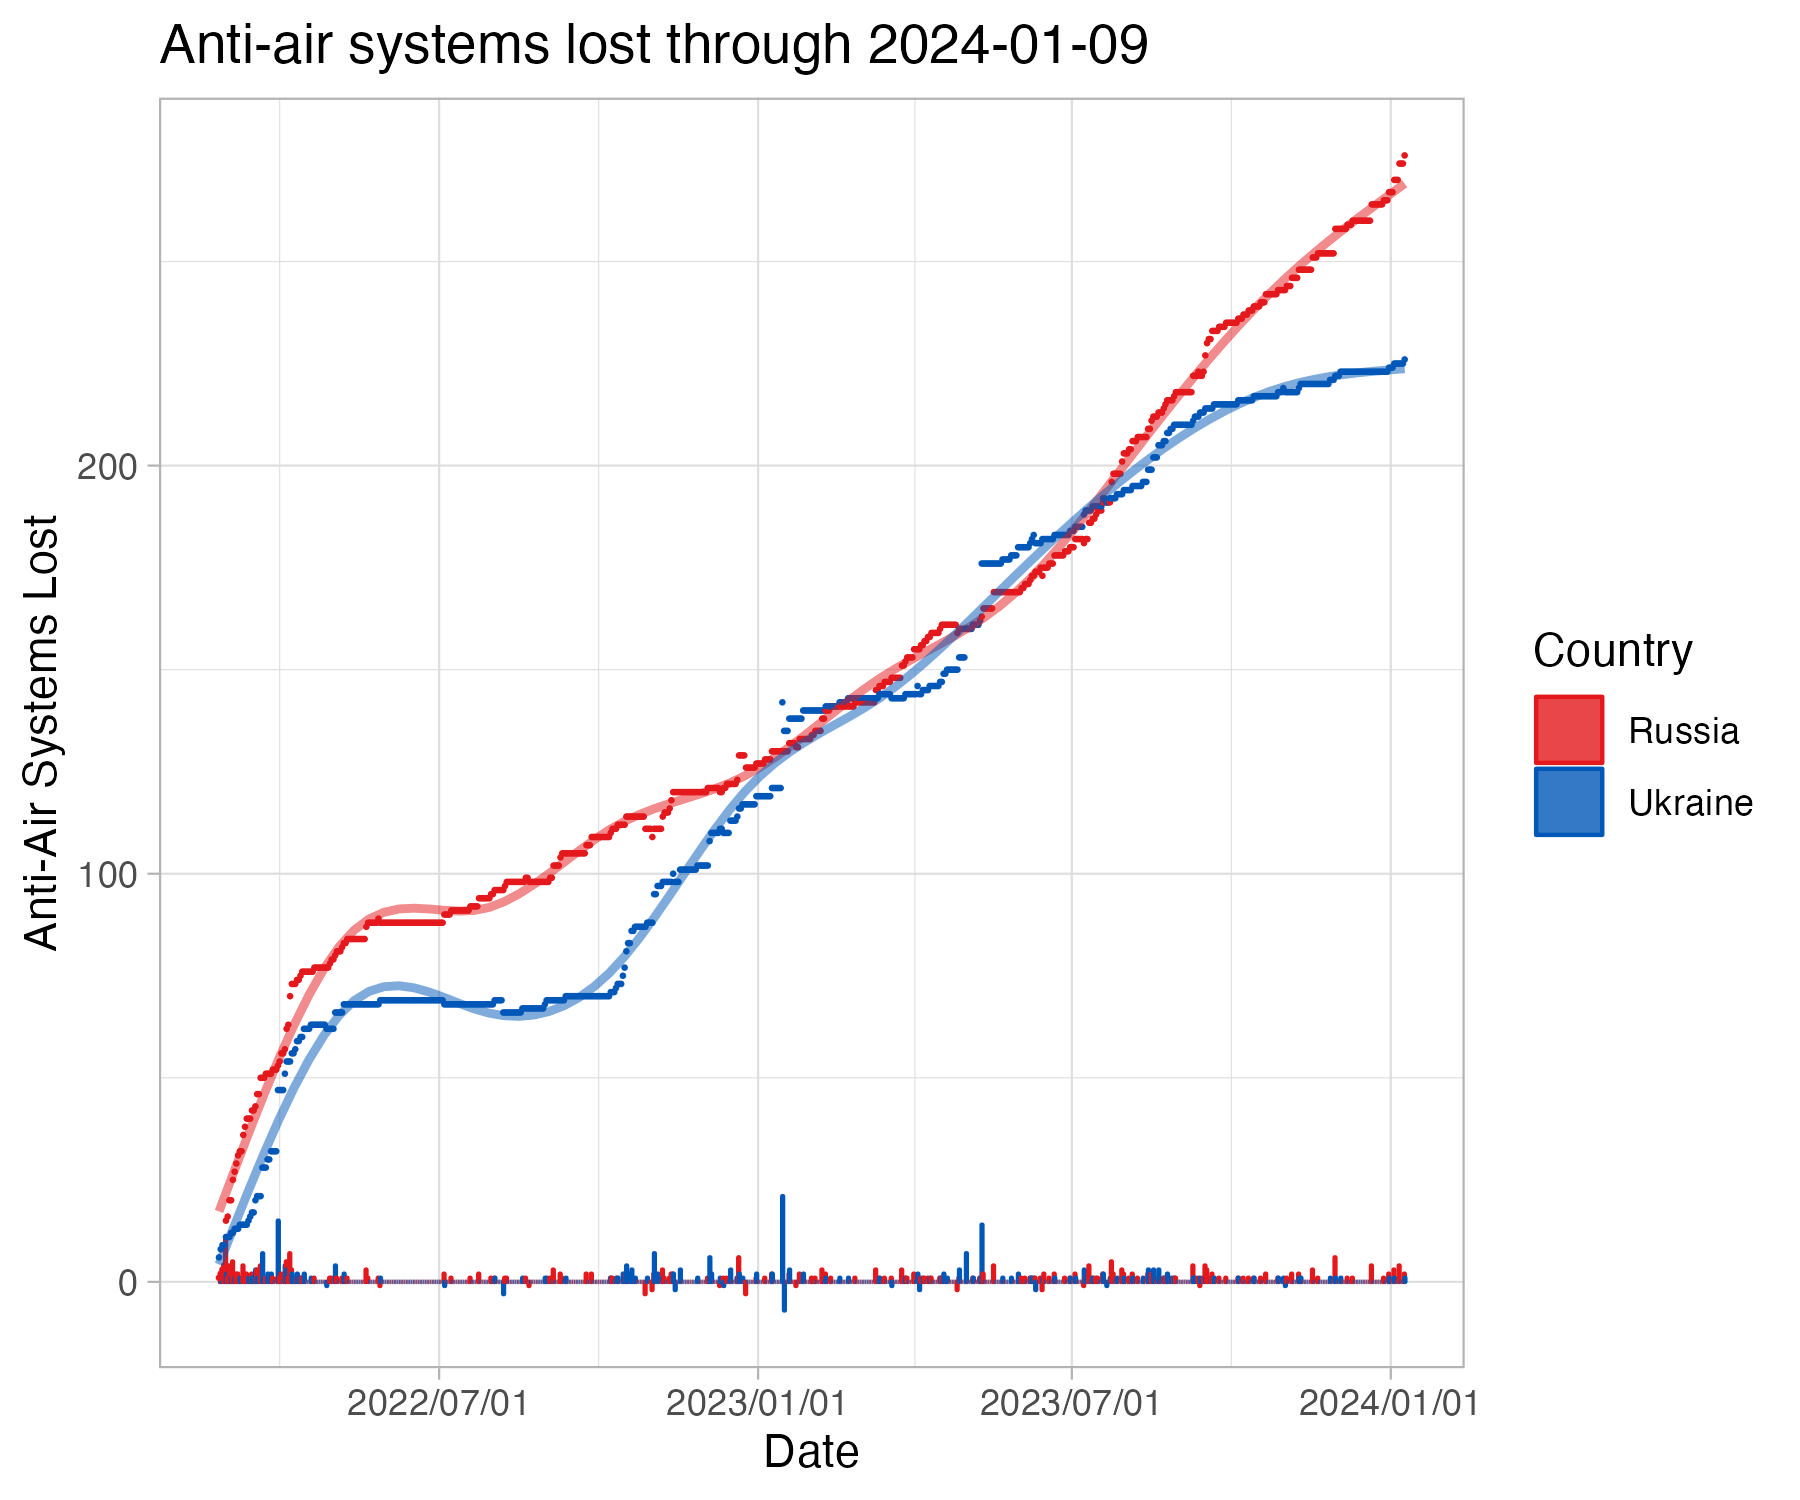 Anti-air systems lost through 2024-01-09
Anti-Air Systems Lost
200
100
0
2022/07/01
2023/01/01
2023/07/01
2024/01/01
Date
Country
Russia
Ukraine